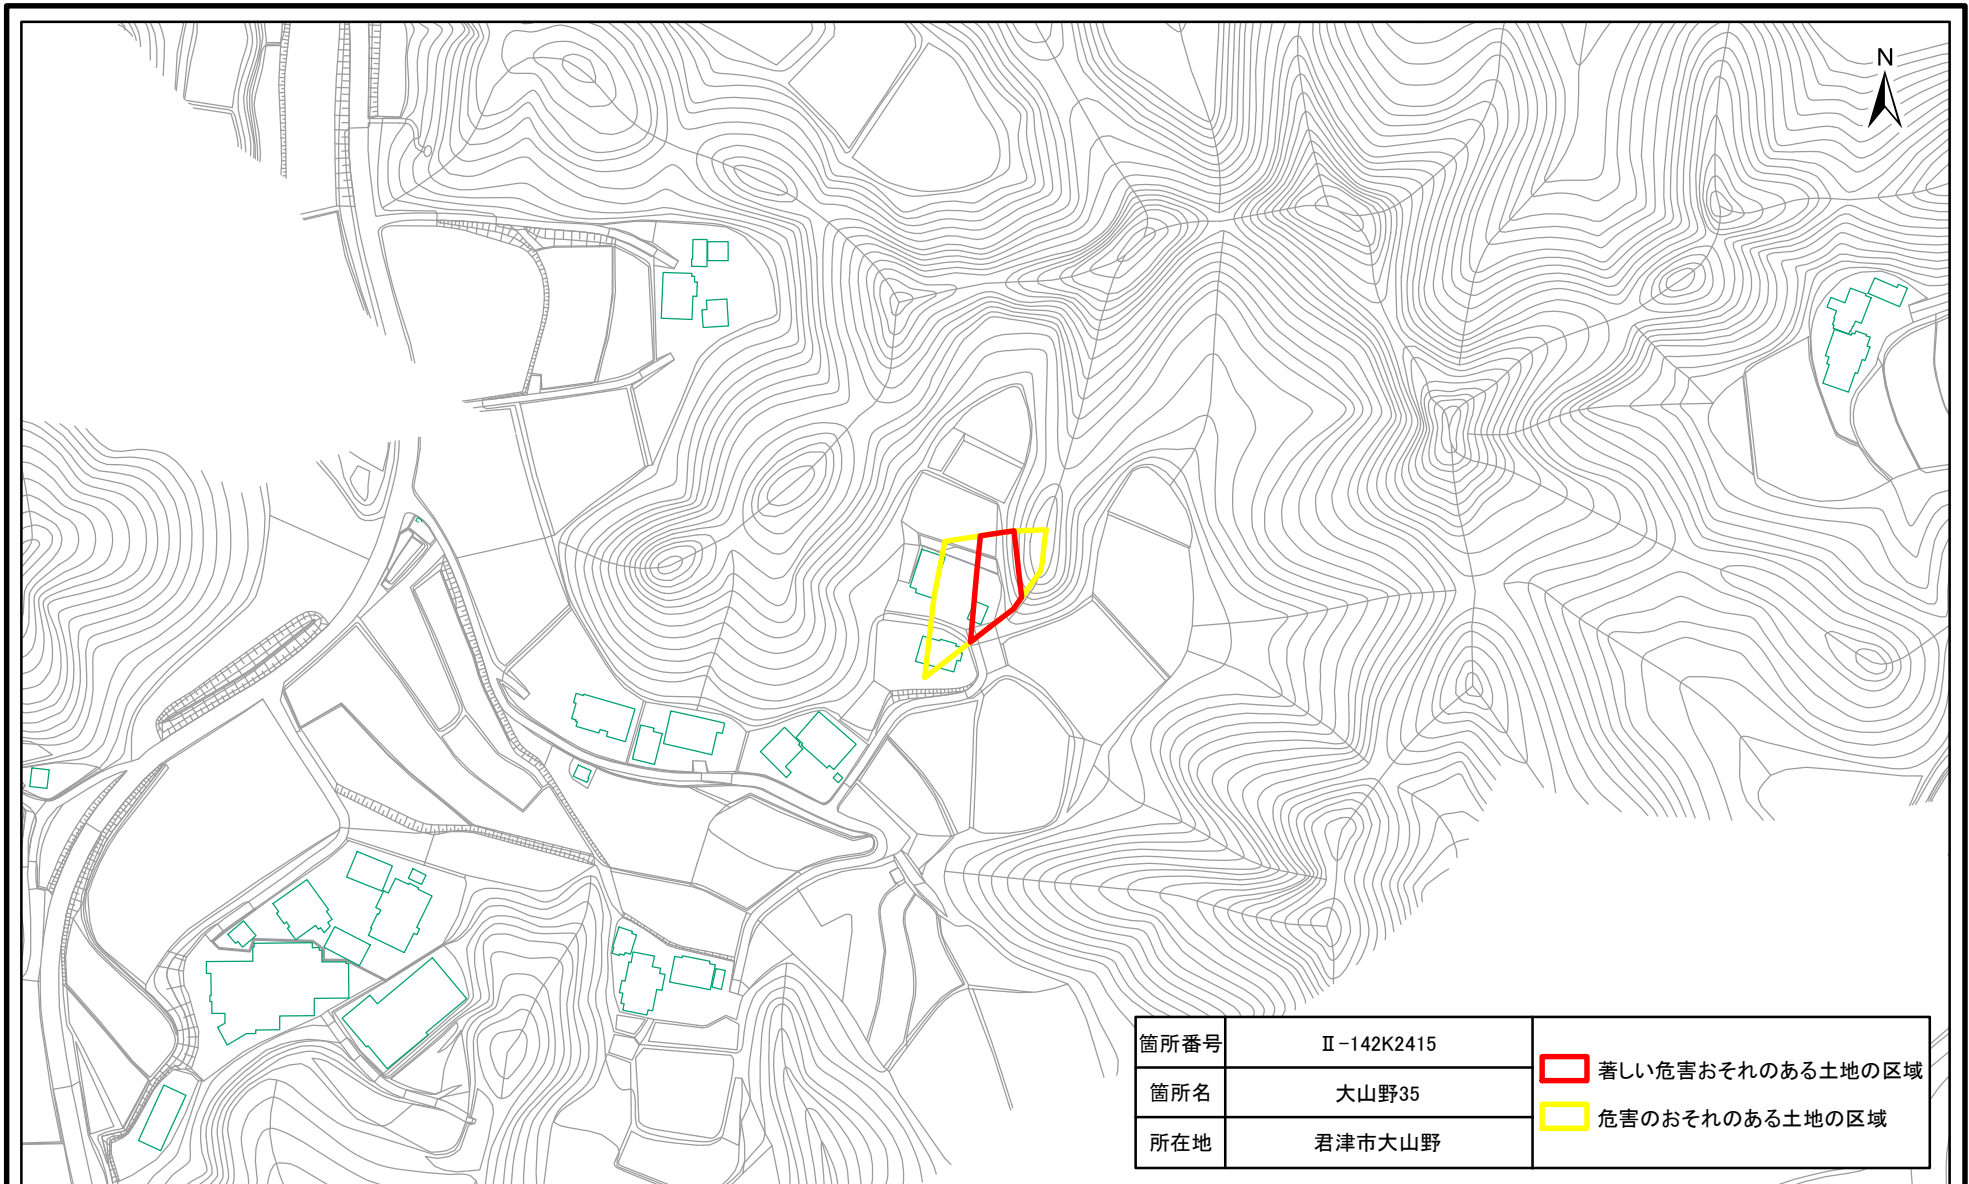 N
箇所番号 Ⅱ-142K2415
箇所名 大山野35
所在地 君津市大山野
著しい危害おそれのある土地の区域
危害のおそれのある土地の区域